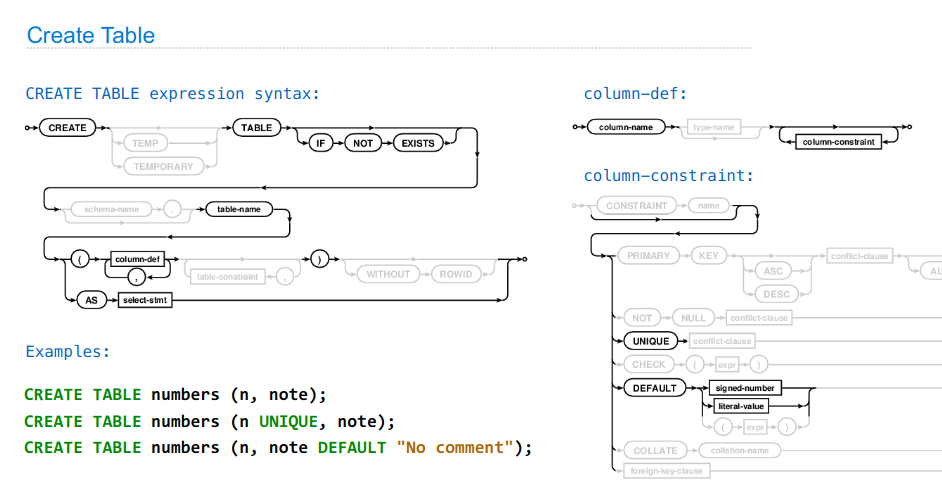 Create Table
CREATE TABLE expression syntax:
CREATE TABLE IF NOT EXISTS
TEMP
TEMPORARY
schema-name . table-name
( column-def , table-constraint , ) WITHOUT ROWID
AS select-stmt
Examples:
CREATE TABLE numbers (n, note);
CREATE TABLE numbers (n UNIQUE, note);
CREATE TABLE numbers (n, note DEFAULT "No comment");
column-def:
column-name type-name column-constraint
column-constraint:
CONSTRAINT name
PRIMARY KEY ASC DESC conflict-clause
NOT NULL conflict-clause
UNIQUE conflict-clause
CHECK ( expr )
DEFAULT signed-number
literal-value
( expr )
COLLATE collation-name
foreign-key-clause